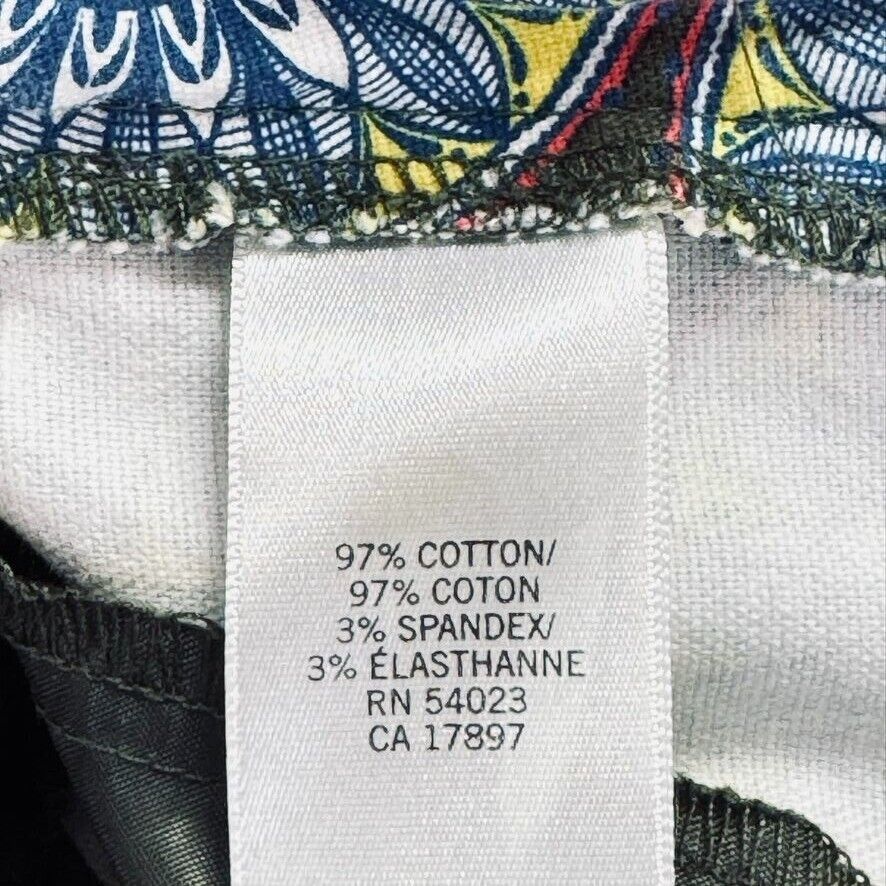 97% COTTON/
97% COTON
3% SPANDEX/
3% ÉLASTHANNE
RN 54023
CA 17897